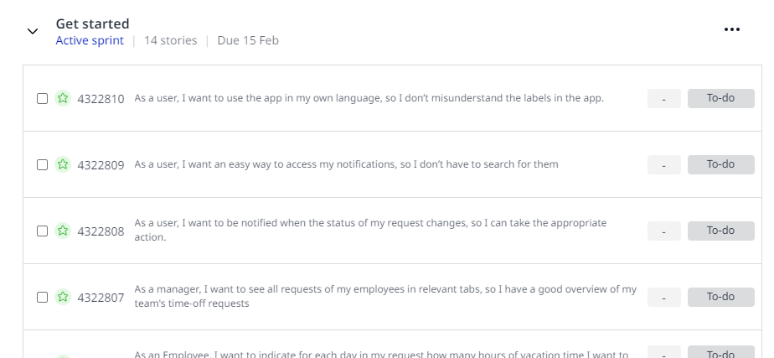 Get started
Active sprint | 14 stories | Due 15 Feb
4322810 As a user, I want to use the app in my own language, so I don’t misunderstand the labels in the app. - To-do
4322809 As a user, I want an easy way to access my notifications, so I don’t have to search for them - To-do
4322808 As a user, I want to be notified when the status of my request changes, so I can take the appropriate
action. - To-do
4322807 As a manager, I want to see all requests of my employees in relevant tabs, so I have a good overview of my
team's time-off requests - To-do
As an Employee, I want to indicate for each day in my request how many hours of vacation time I want to - To-do